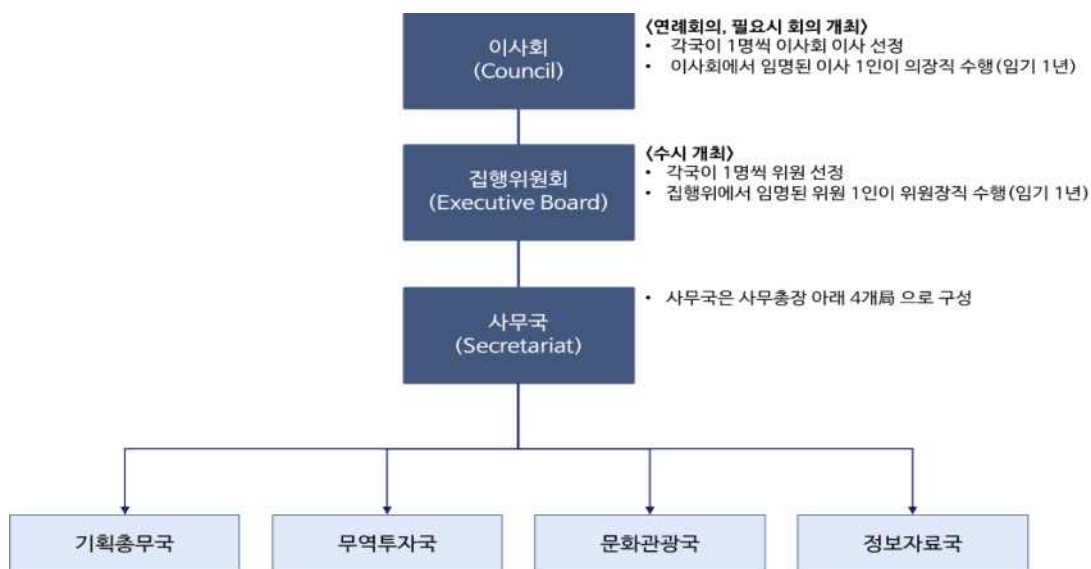 이사회
(Council)
<연례회의, 필요시 회의 개최>
• 각국이 1명씩 이사회 이사 선정
• 이사회에서 임명된 이사 1인이 의장직 수행(임기 1년)
집행위원회
(Executive Board)
<수시 개최>
• 각국이 1명씩 위원 선정
• 집행위에서 임명된 위원 1인이 위원장직 수행(임기 1년)
사무국
(Secretariat)
• 사무국은 사무총장 아래 4개局 으로 구성
기획총무국
무역투자국
문화관광국
정보자료국